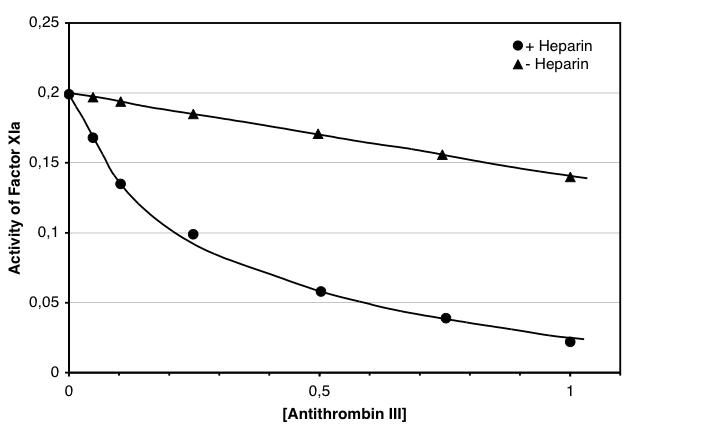 0,25
0,2
0,15
0,1
0,05
0
Activity of Factor XIa
+ Heparin
- Heparin
0
0,5
1
[Antithrombin III]